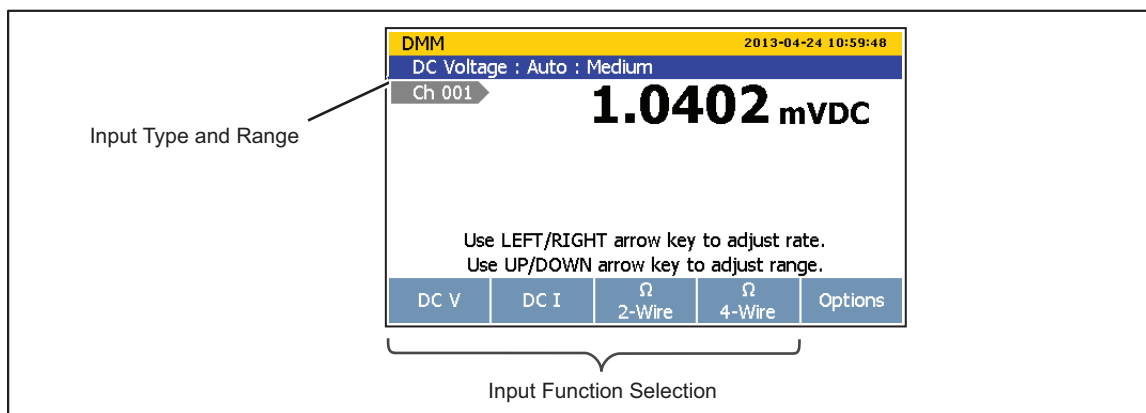 DMM 2013-04-24 10:59:48
DC Voltage : Auto : Medium
Ch 001
1.0402 mVDC
Input Type and Range
Use LEFT/RIGHT arrow key to adjust rate.
Use UP/DOWN arrow key to adjust range.
DC V DC I Ω 2-Wire Ω 4-Wire Options
Input Function Selection